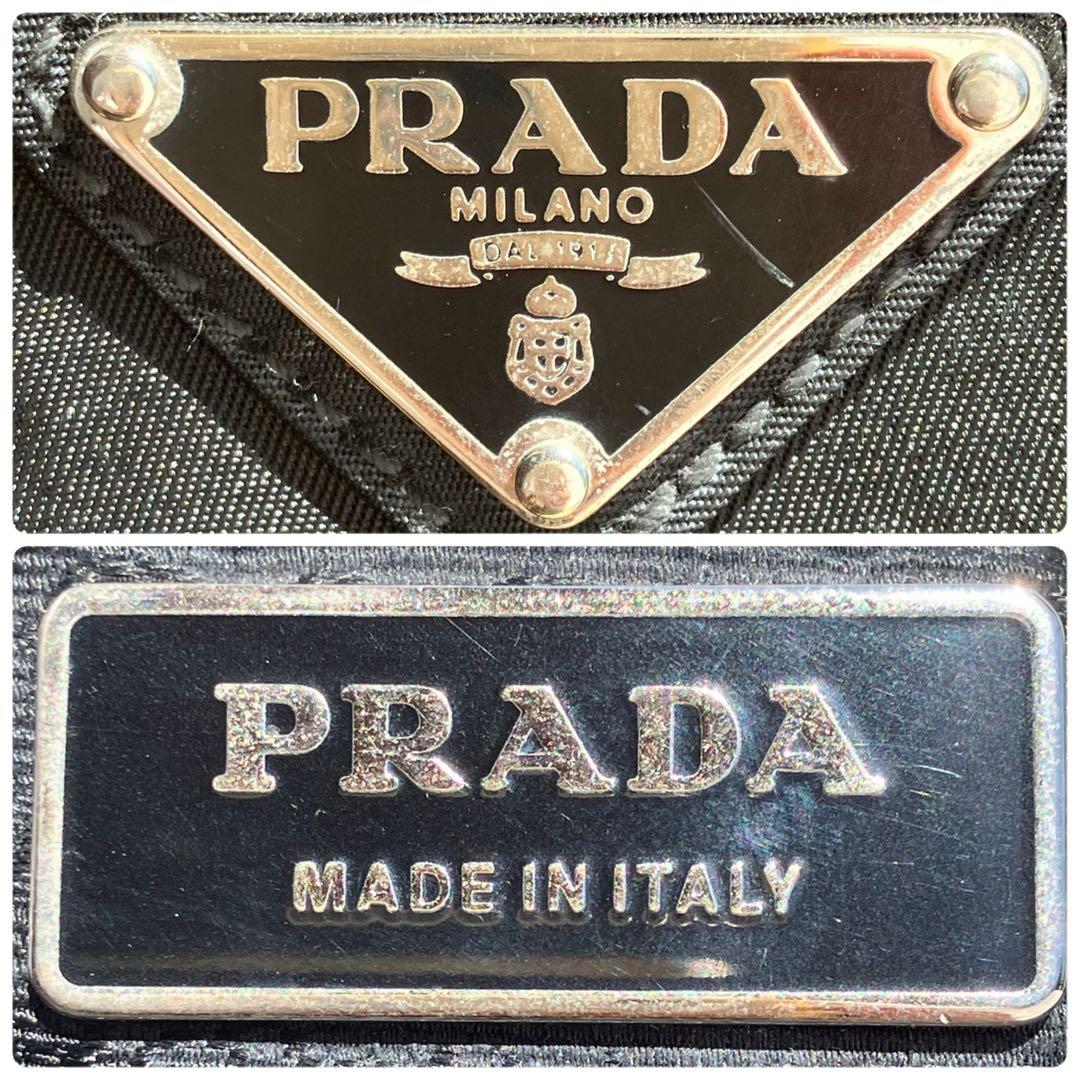 PRADA
MILANO
DAL 1913
PRADA
MADE IN ITALY